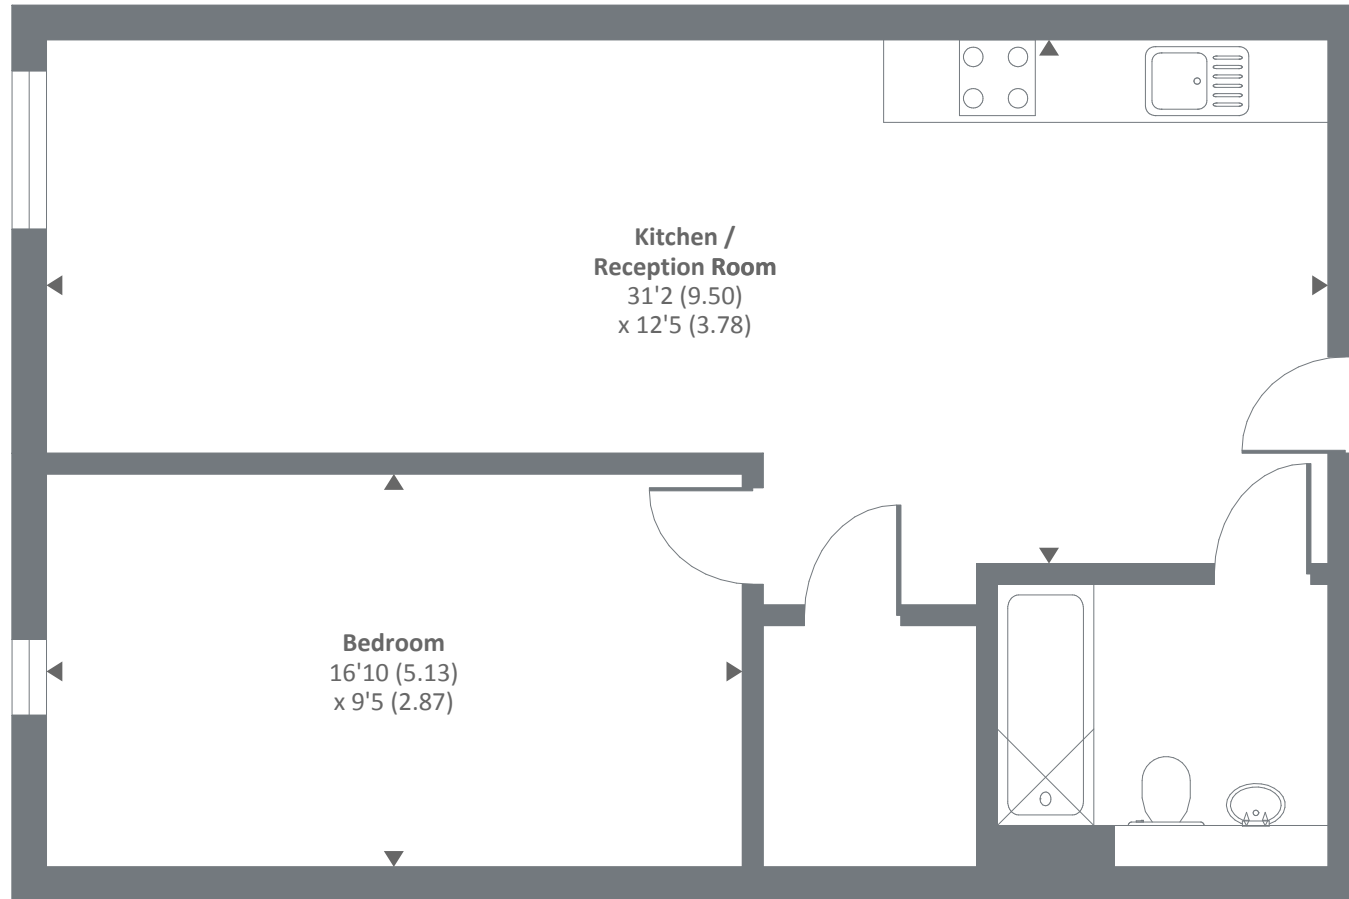 Kitchen /
Reception Room
31'2 (9.50)
x 12'5 (3.78)
Bedroom
16'10 (5.13)
x 9'5 (2.87)